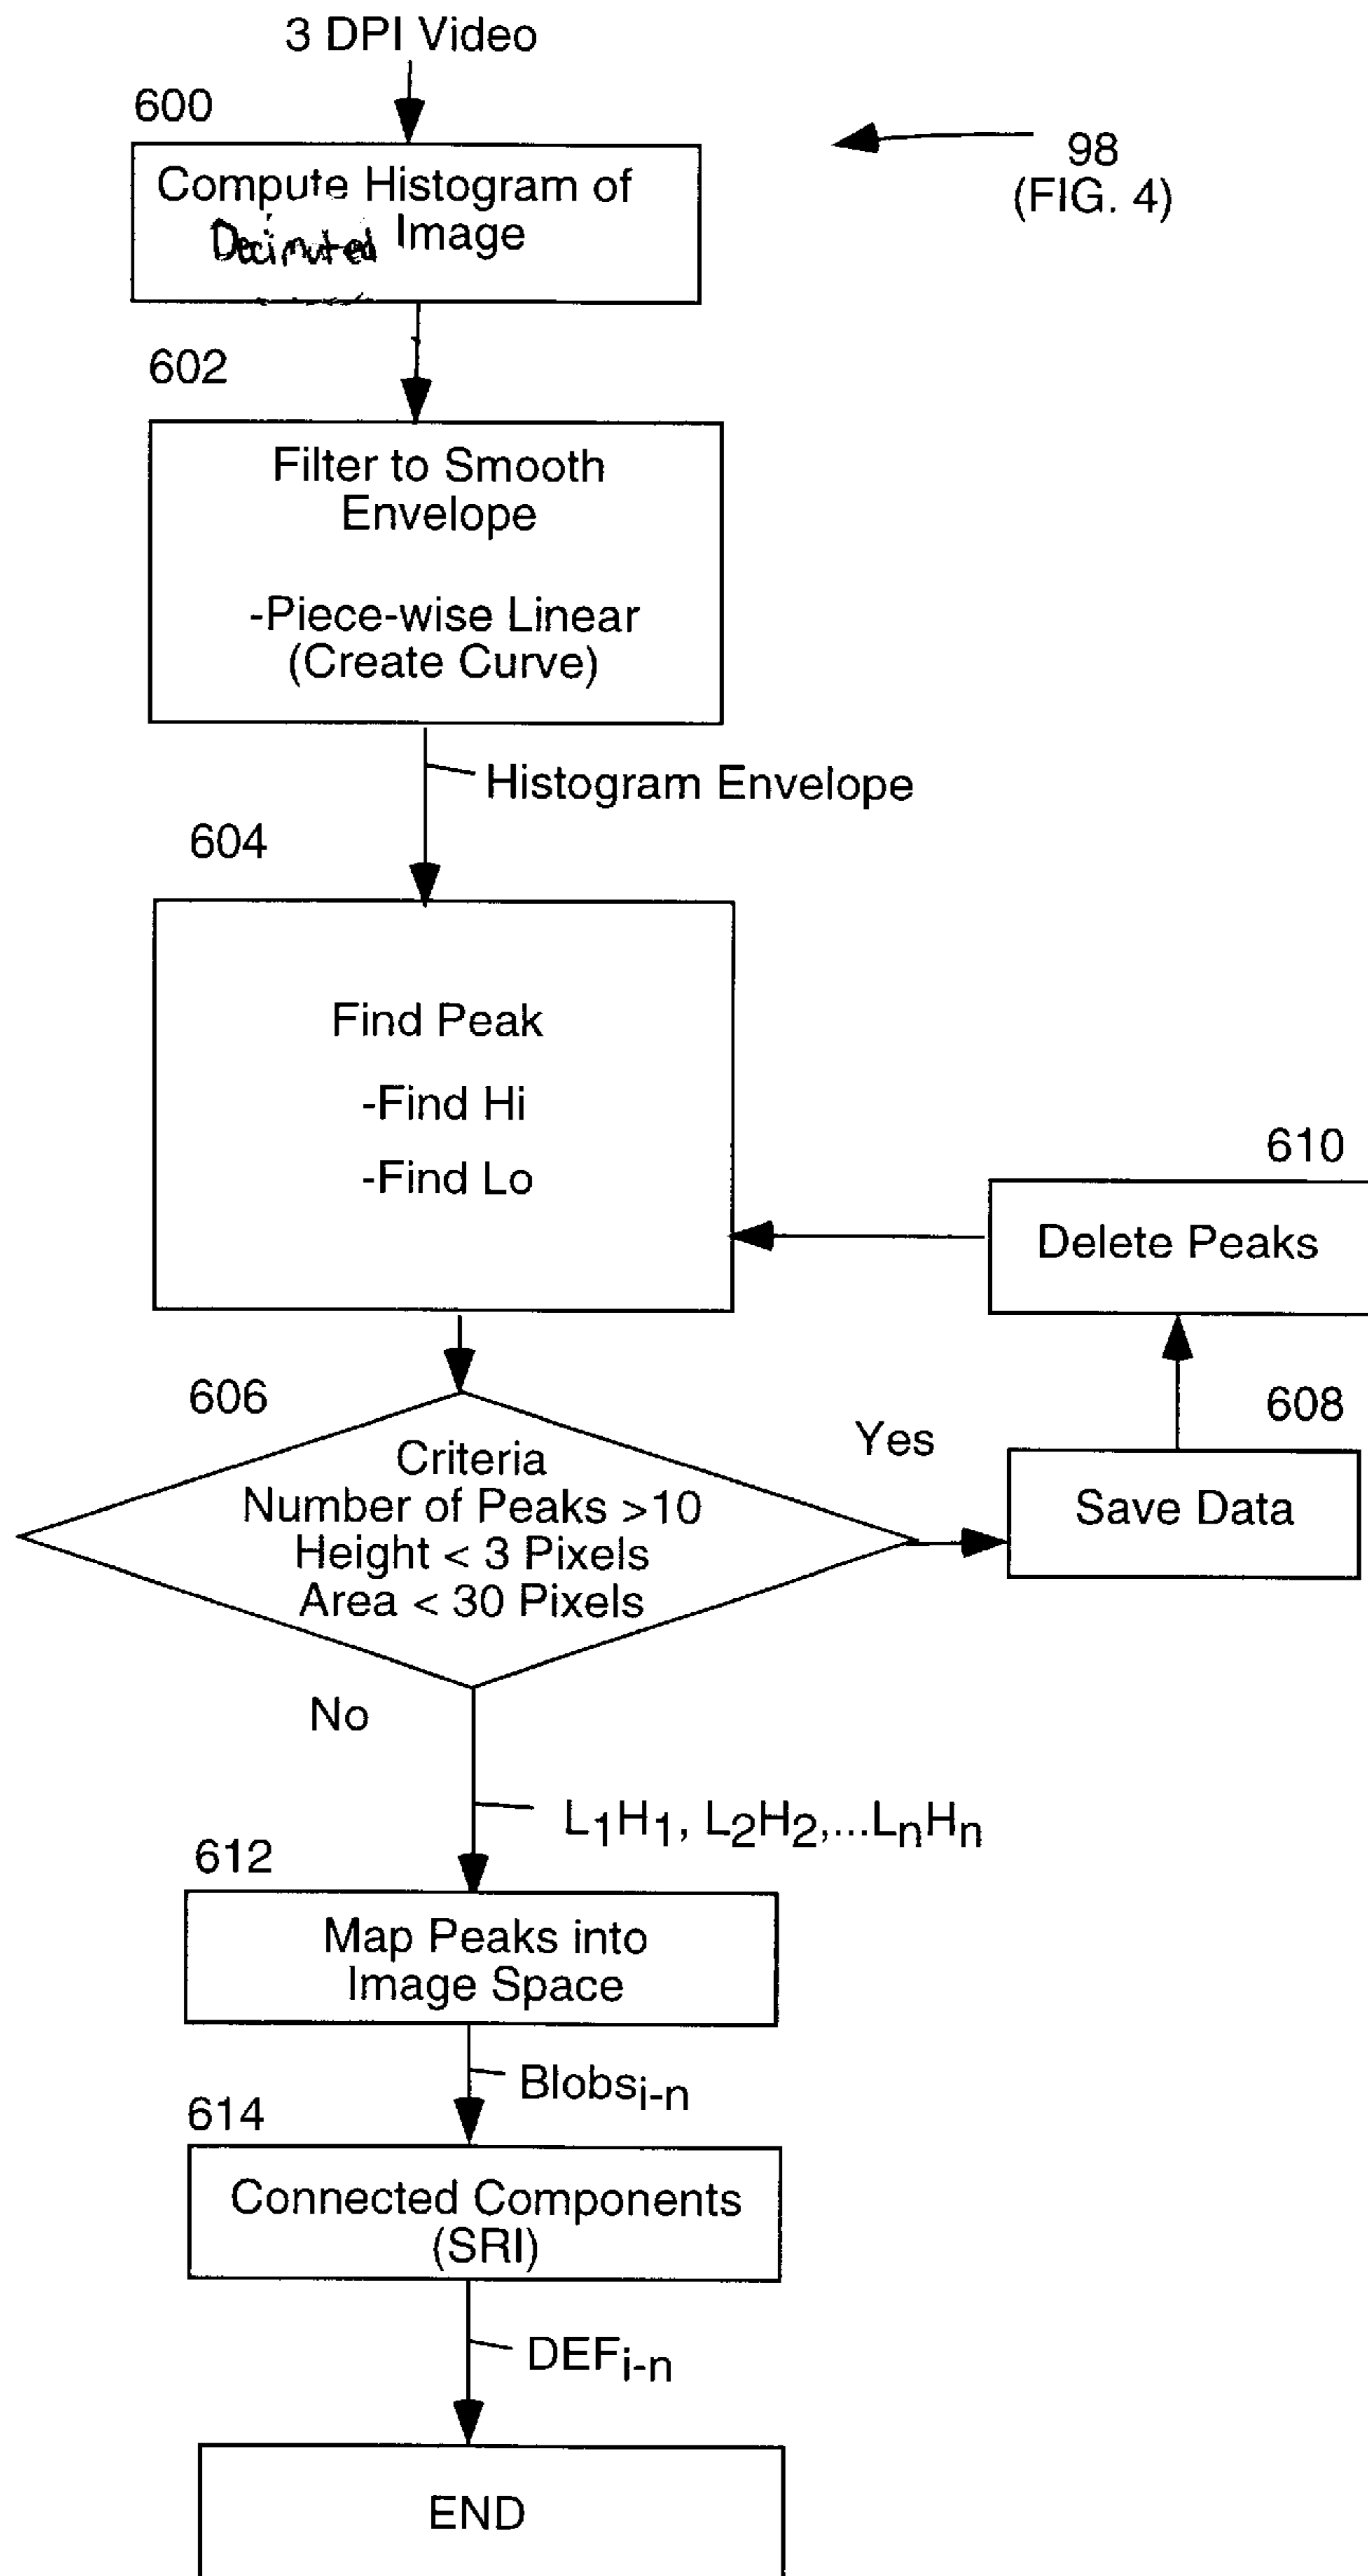 3 DPI Video
600
98
(FIG. 4)
Compute Histogram of
Decimated Image
602
Filter to Smooth
Envelope
-Piece-wise Linear
(Create Curve)
Histogram Envelope
604
Find Peak
-Find Hi
-Find Lo
610
Delete Peaks
606
608
Yes
Save Data
Criteria
Number of Peaks >10
Height < 3 Pixels
Area < 30 Pixels
No
L1H1, L2H2,...LnHn
612
Map Peaks into
Image Space
Blobsi-n
614
Connected Components
(SRI)
DEFi-n
END